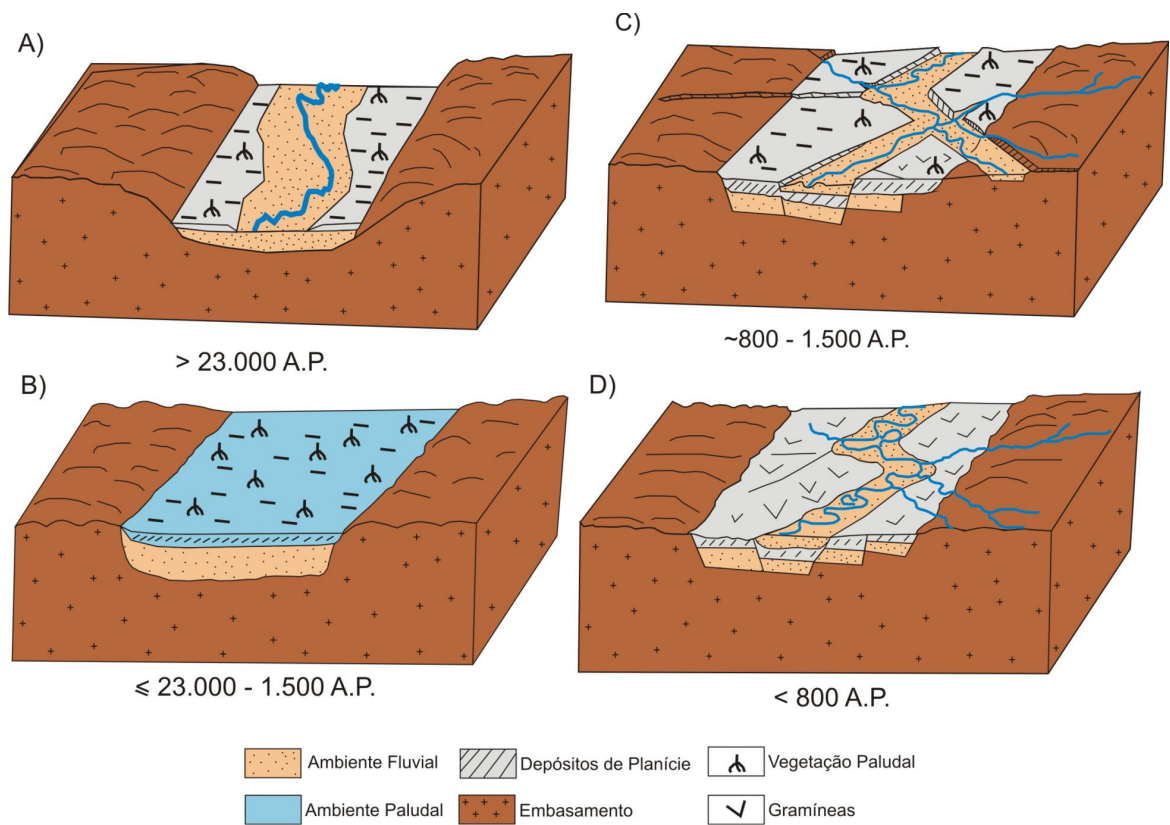 A)
> 23.000 A.P.
B)
⩽ 23.000 - 1.500 A.P.
C)
~800 - 1.500 A.P.
D)
< 800 A.P.
Ambiente Fluvial
Depósitos de Planície
Vegetação Paludal
Ambiente Paludal
Embasamento
Gramíneas